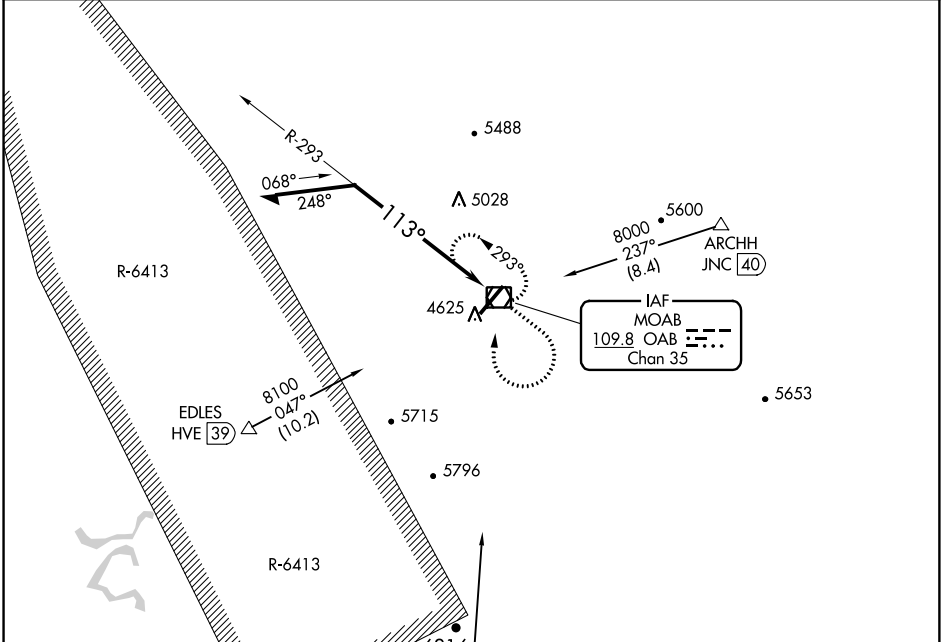 5488
R-293
068°
248°
5028
113°
5600
8000
237°
(8.4)
ARCHH
JNC 40
293°
R-6413
IAF
MOAB
109.8 OAB
Chan 35
4625
8100
047°
(10.2)
EDLES
HVE 39
5653
5715
5796
R-6413